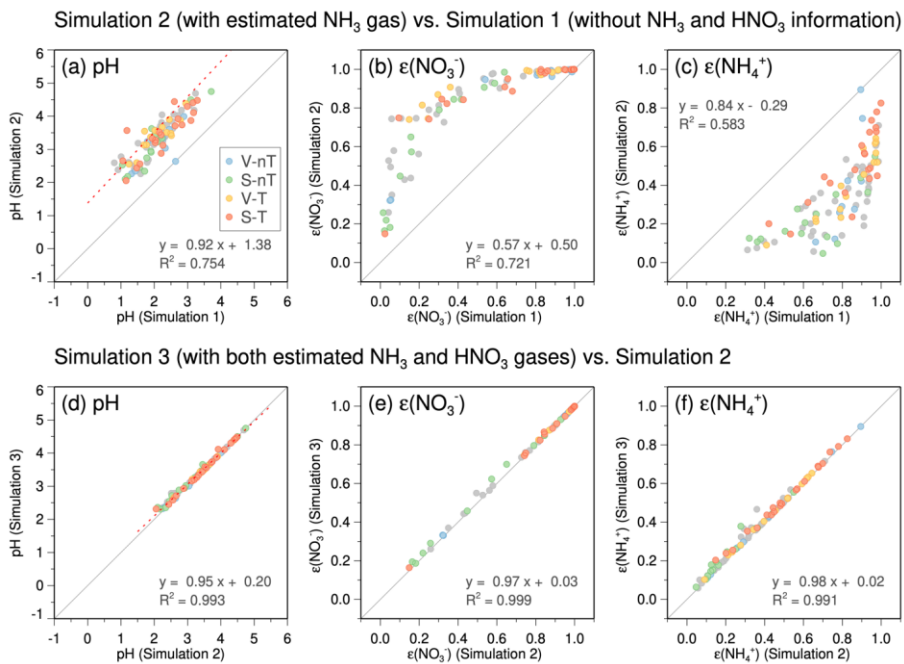 Simulation 2 (with estimated NH₃ gas) vs. Simulation 1 (without NH₃ and HNO₃ information)
(a) pH
pH (Simulation 2)
6
5
4
3
2
1
0
-1
V-nT
S-nT
V-T
S-T
y = 0.92 x + 1.38
R² = 0.754
-1 0 1 2 3 4 5 6
pH (Simulation 1)
(b) ε(NO₃⁻)
ε(NO₃⁻) (Simulation 2)
1.0
0.8
0.6
0.4
0.2
0.0
y = 0.57 x + 0.50
R² = 0.721
0.0 0.2 0.4 0.6 0.8 1.0
ε(NO₃⁻) (Simulation 1)
(c) ε(NH₄⁺)
ε(NH₄⁺) (Simulation 2)
y = 0.84 x - 0.29
R² = 0.583
1.0
0.8
0.6
0.4
0.2
0.0
0.0 0.2 0.4 0.6 0.8 1.0
ε(NH₄⁺) (Simulation 1)
Simulation 3 (with both estimated NH₃ and HNO₃ gases) vs. Simulation 2
(d) pH
pH (Simulation 3)
6
5
4
3
2
1
0
-1
y = 0.95 x + 0.20
R² = 0.993
-1 0 1 2 3 4 5 6
pH (Simulation 2)
(e) ε(NO₃⁻)
ε(NO₃⁻) (Simulation 3)
1.0
0.8
0.6
0.4
0.2
0.0
y = 0.97 x + 0.03
R² = 0.999
0.0 0.2 0.4 0.6 0.8 1.0
ε(NO₃⁻) (Simulation 2)
(f) ε(NH₄⁺)
ε(NH₄⁺) (Simulation 3)
1.0
0.8
0.6
0.4
0.2
0.0
y = 0.98 x + 0.02
R² = 0.991
0.0 0.2 0.4 0.6 0.8 1.0
ε(NH₄⁺) (Simulation 2)